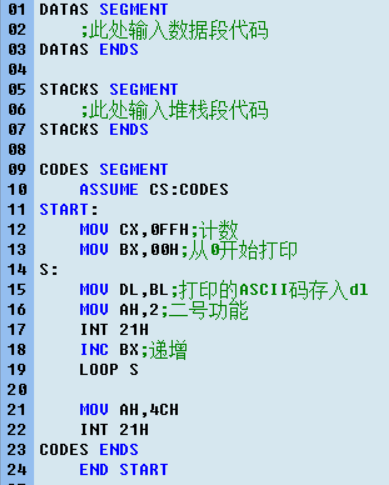 01 DATAS SEGMENT
02     ;此处输入数据段代码
03 DATAS ENDS
04
05 STACKS SEGMENT
06     ;此处输入堆栈段代码
07 STACKS ENDS
08
09 CODES SEGMENT
10     ASSUME CS:CODES
11 START:
12     MOV CX,0FFH;计数
13     MOV BX,00H;从0开始打印
14 S:
15     MOV DL,BL;打印的ASCII码存入dl
16     MOV AH,2;二号功能
17     INT 21H
18     INC BX;递增
19     LOOP S
20
21     MOV AH,4CH
22     INT 21H
23 CODES ENDS
24     END START